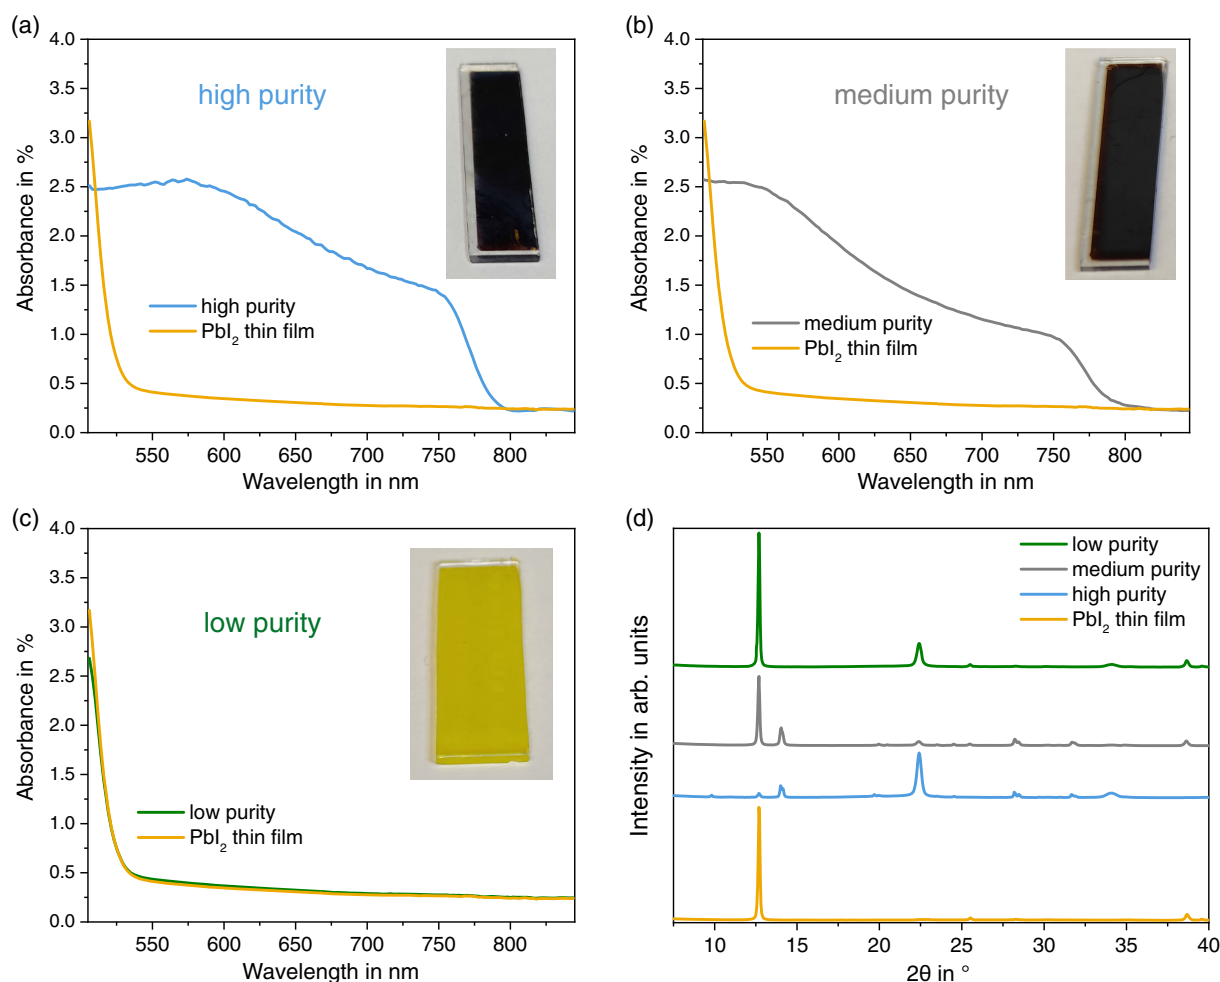 (a)
4.0
3.5
3.0
2.5
2.0
1.5
1.0
0.5
0.0
Absorbance in %
high purity
high purity
PbI₂ thin film
550 600 650 700 750 800
Wavelength in nm
(b)
4.0
3.5
3.0
2.5
2.0
1.5
1.0
0.5
0.0
Absorbance in %
medium purity
medium purity
PbI₂ thin film
550 600 650 700 750 800
Wavelength in nm
(c)
4.0
3.5
3.0
2.5
2.0
1.5
1.0
0.5
0.0
Absorbance in %
low purity
low purity
PbI₂ thin film
550 600 650 700 750 800
Wavelength in nm
(d)
Intensity in arb. units
low purity
medium purity
high purity
PbI₂ thin film
10 15 20 25 30 35 40
2θ in °